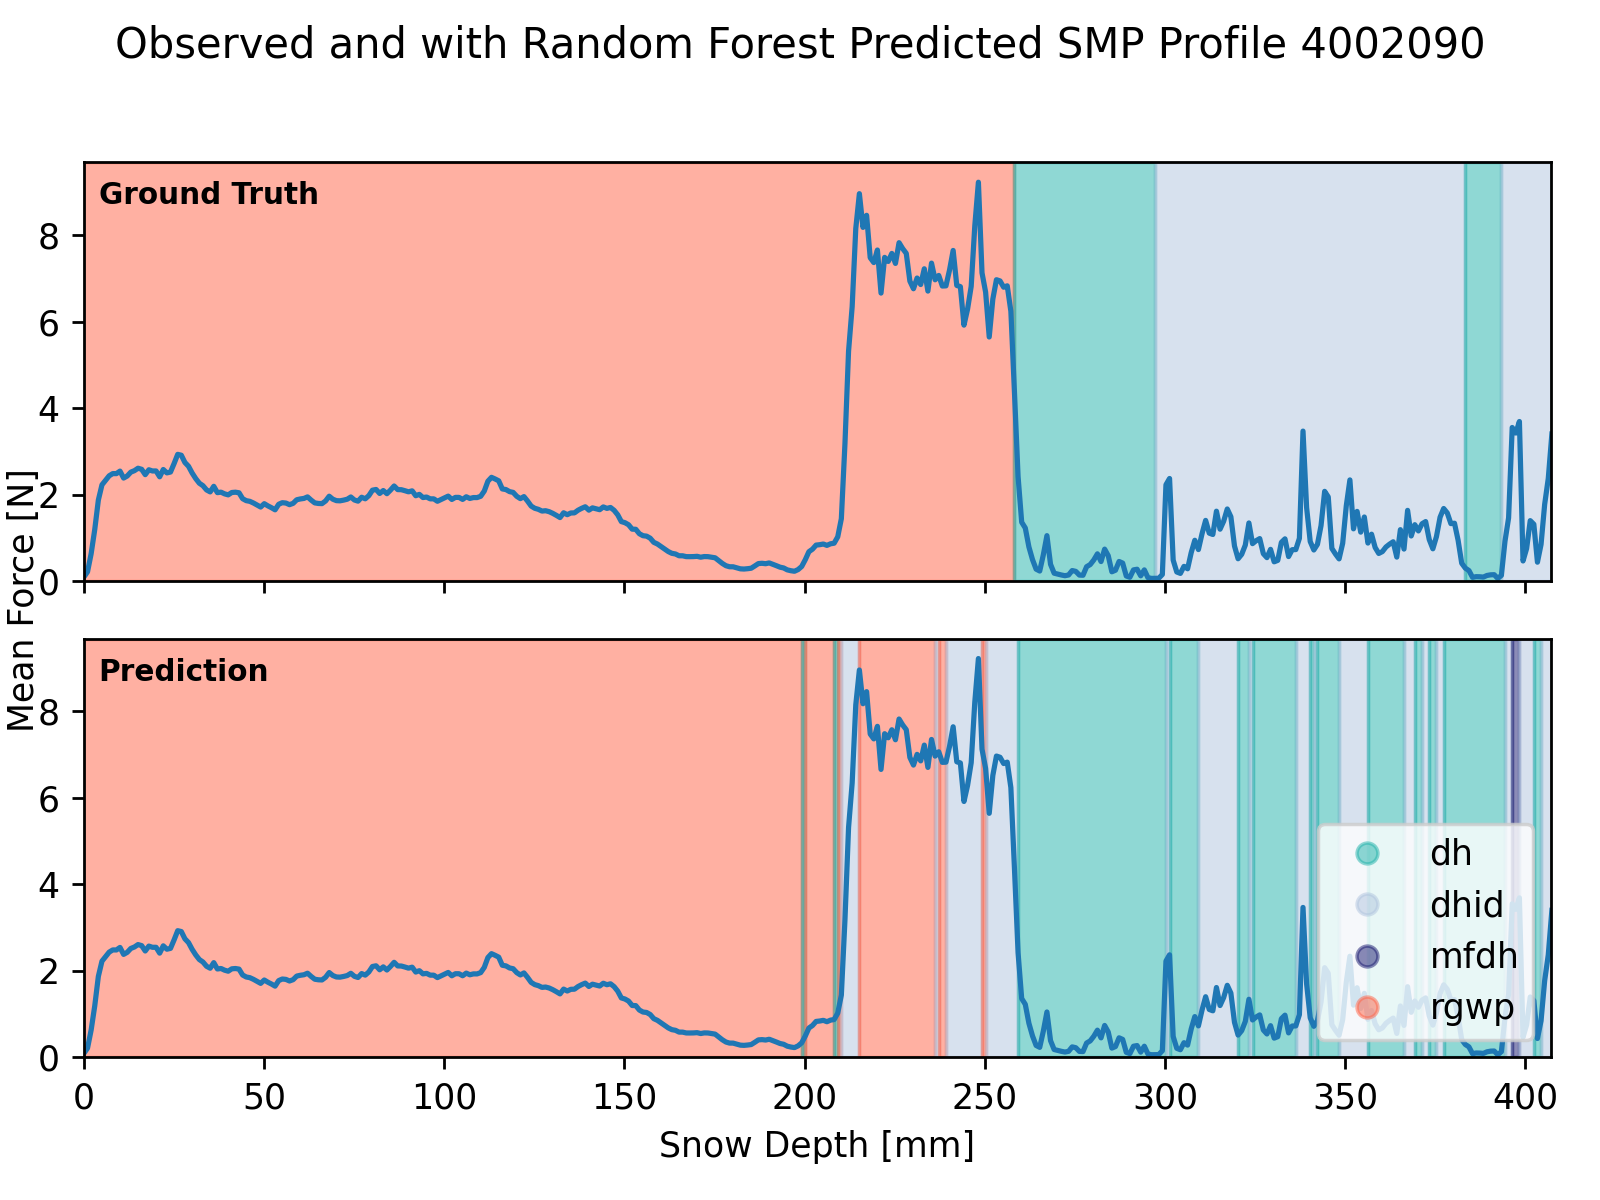 Observed and with Random Forest Predicted SMP Profile 4002090
Ground Truth
8
6
4
2
0
Mean Force [N]
Prediction
8
6
4
2
0
dh
dhid
mfdh
rgwp
0 50 100 150 200 250 300 350 400
Snow Depth [mm]